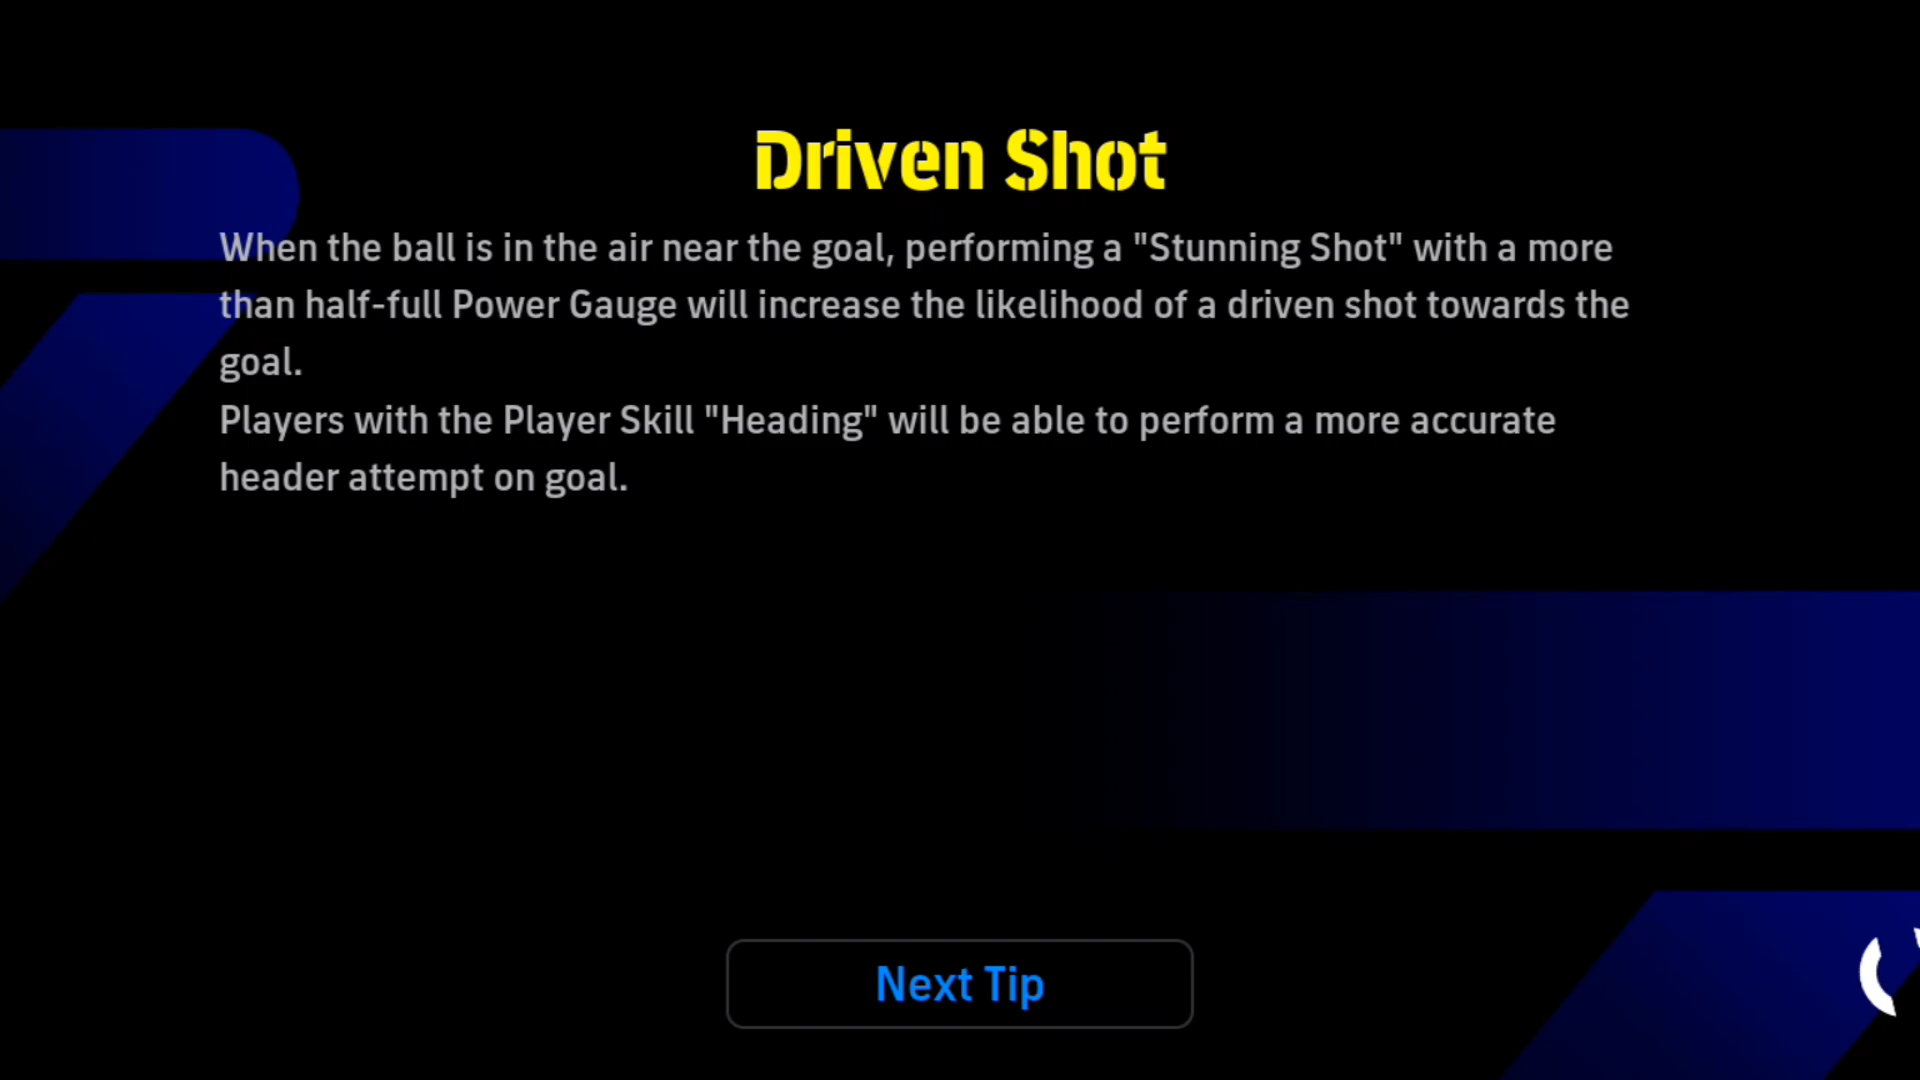 Driven Shot
When the ball is in the air near the goal, performing a "Stunning Shot" with a more
than half-full Power Gauge will increase the likelihood of a driven shot towards the
goal.
Players with the Player Skill "Heading" will be able to perform a more accurate
header attempt on goal.
Next Tip